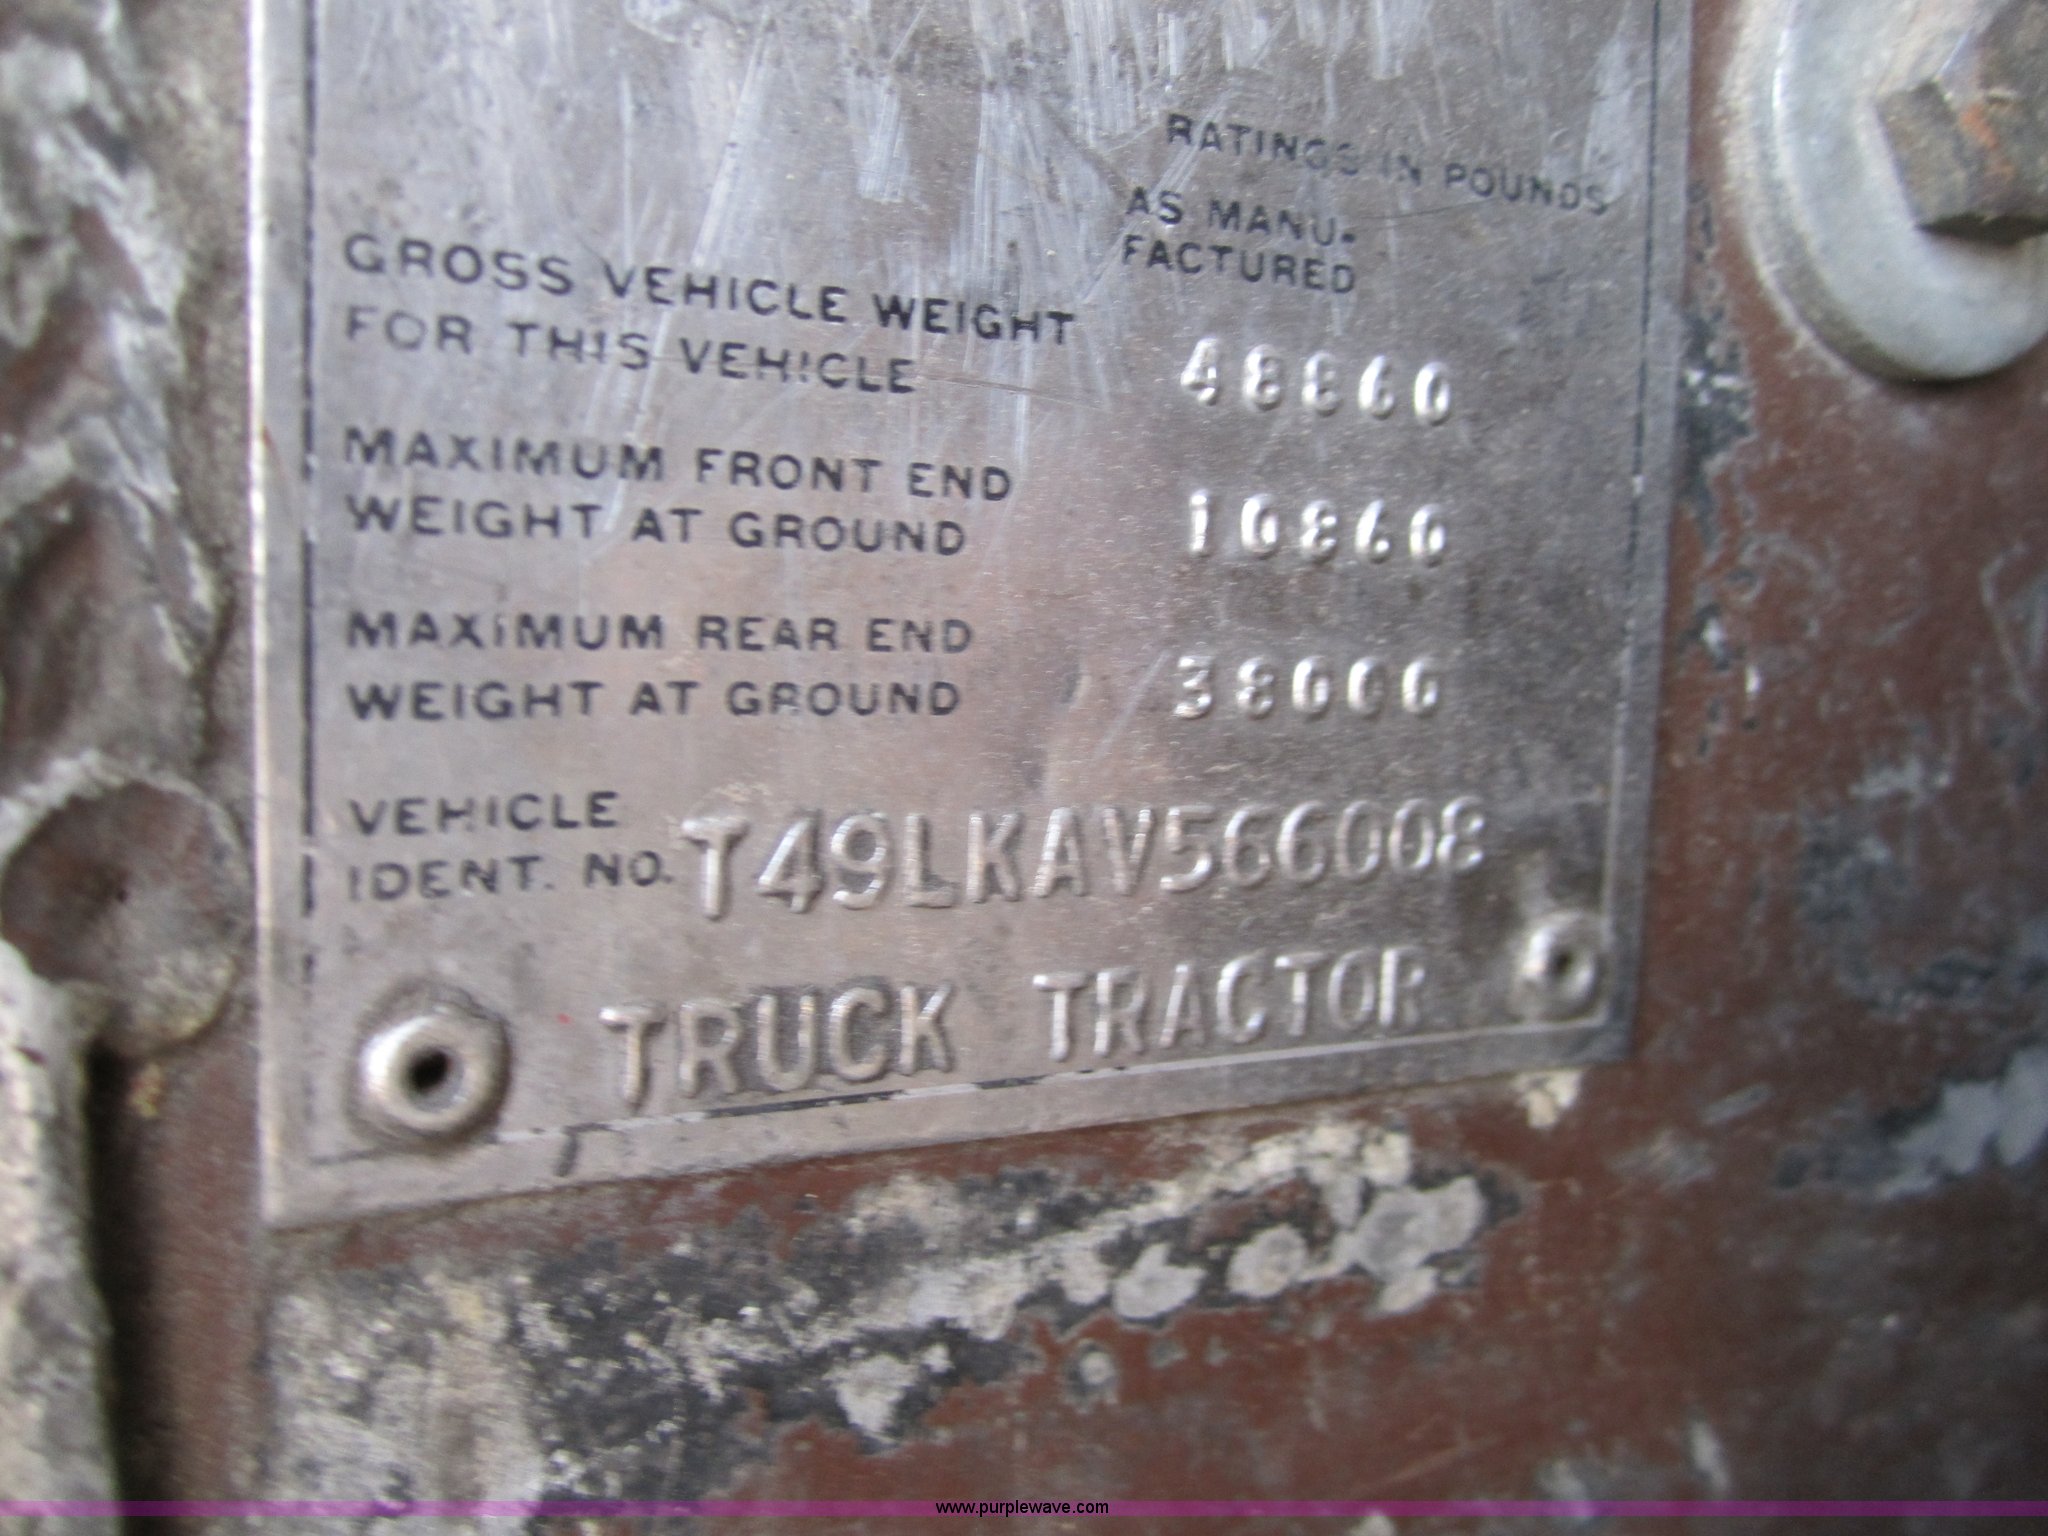 RATINGS IN POUNDS
AS MANU-
FACTURED
GROSS VEHICLE WEIGHT
FOR THIS VEHICLE 48860
MAXIMUM FRONT END
WEIGHT AT GROUND 10860
MAXIMUM REAR END
WEIGHT AT GROUND 38000
VEHICLE
IDENT. NO. T49LKAV566008
TRUCK TRACTOR
www.purplewave.com